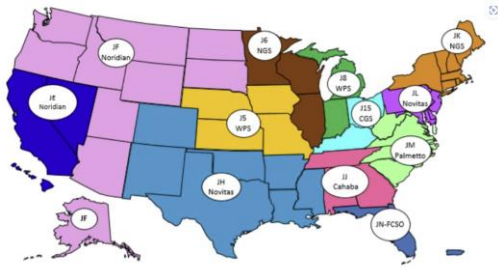 J6
NGS
JK
NGS
JF
Noridian
J8
WPS
JE
Noridian
J15
CGS
JL
Novitas
J5
WPS
JM
Palmetto
JH
Novitas
JJ
Cahaba
JF
JN-FCSO